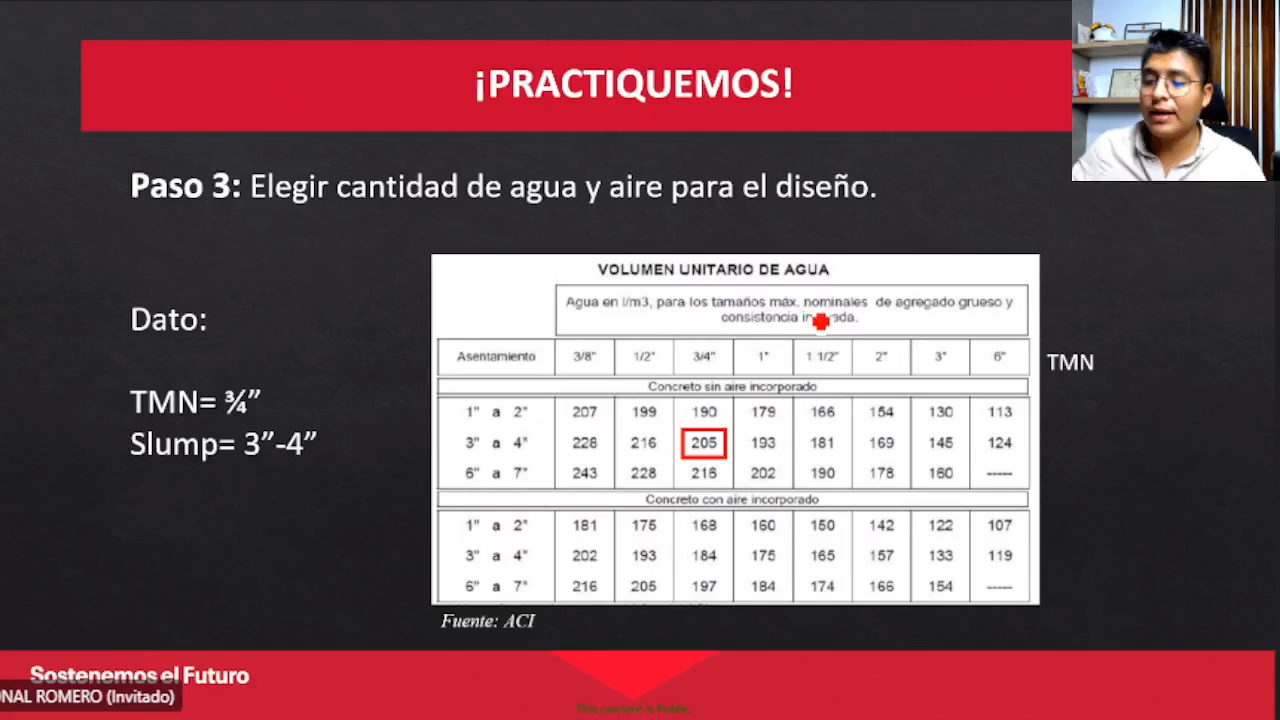 ¡PRACTIQUEMOS!
Paso 3: Elegir cantidad de agua y aire para el diseño.
Dato:
TMN= ¾”
Slump= 3”-4”
VOLUMEN UNITARIO DE AGUA
Agua en l/m3, para los tamaños máx. nominales de agregado grueso y
consistencia
Asentamiento 3/8" 1/2" 3/4" 1" 1 1/2" 2" 3" 6"
TMN
Concreto sin aire incorporado
1" a 2" 207 199 190 179 166 154 130 113
3" a 4" 228 216 205 193 181 169 145 124
6" a 7" 243 228 216 202 190 178 160 -----
Concreto con aire incorporado
1" a 2" 181 175 168 160 150 142 122 107
3" a 4" 202 193 184 175 165 157 133 119
6" a 7" 216 205 197 184 174 166 154 -----
Fuente: ACI
Sostenemos el Futuro
ONAL ROMERO (Invitado)
This content is Public.